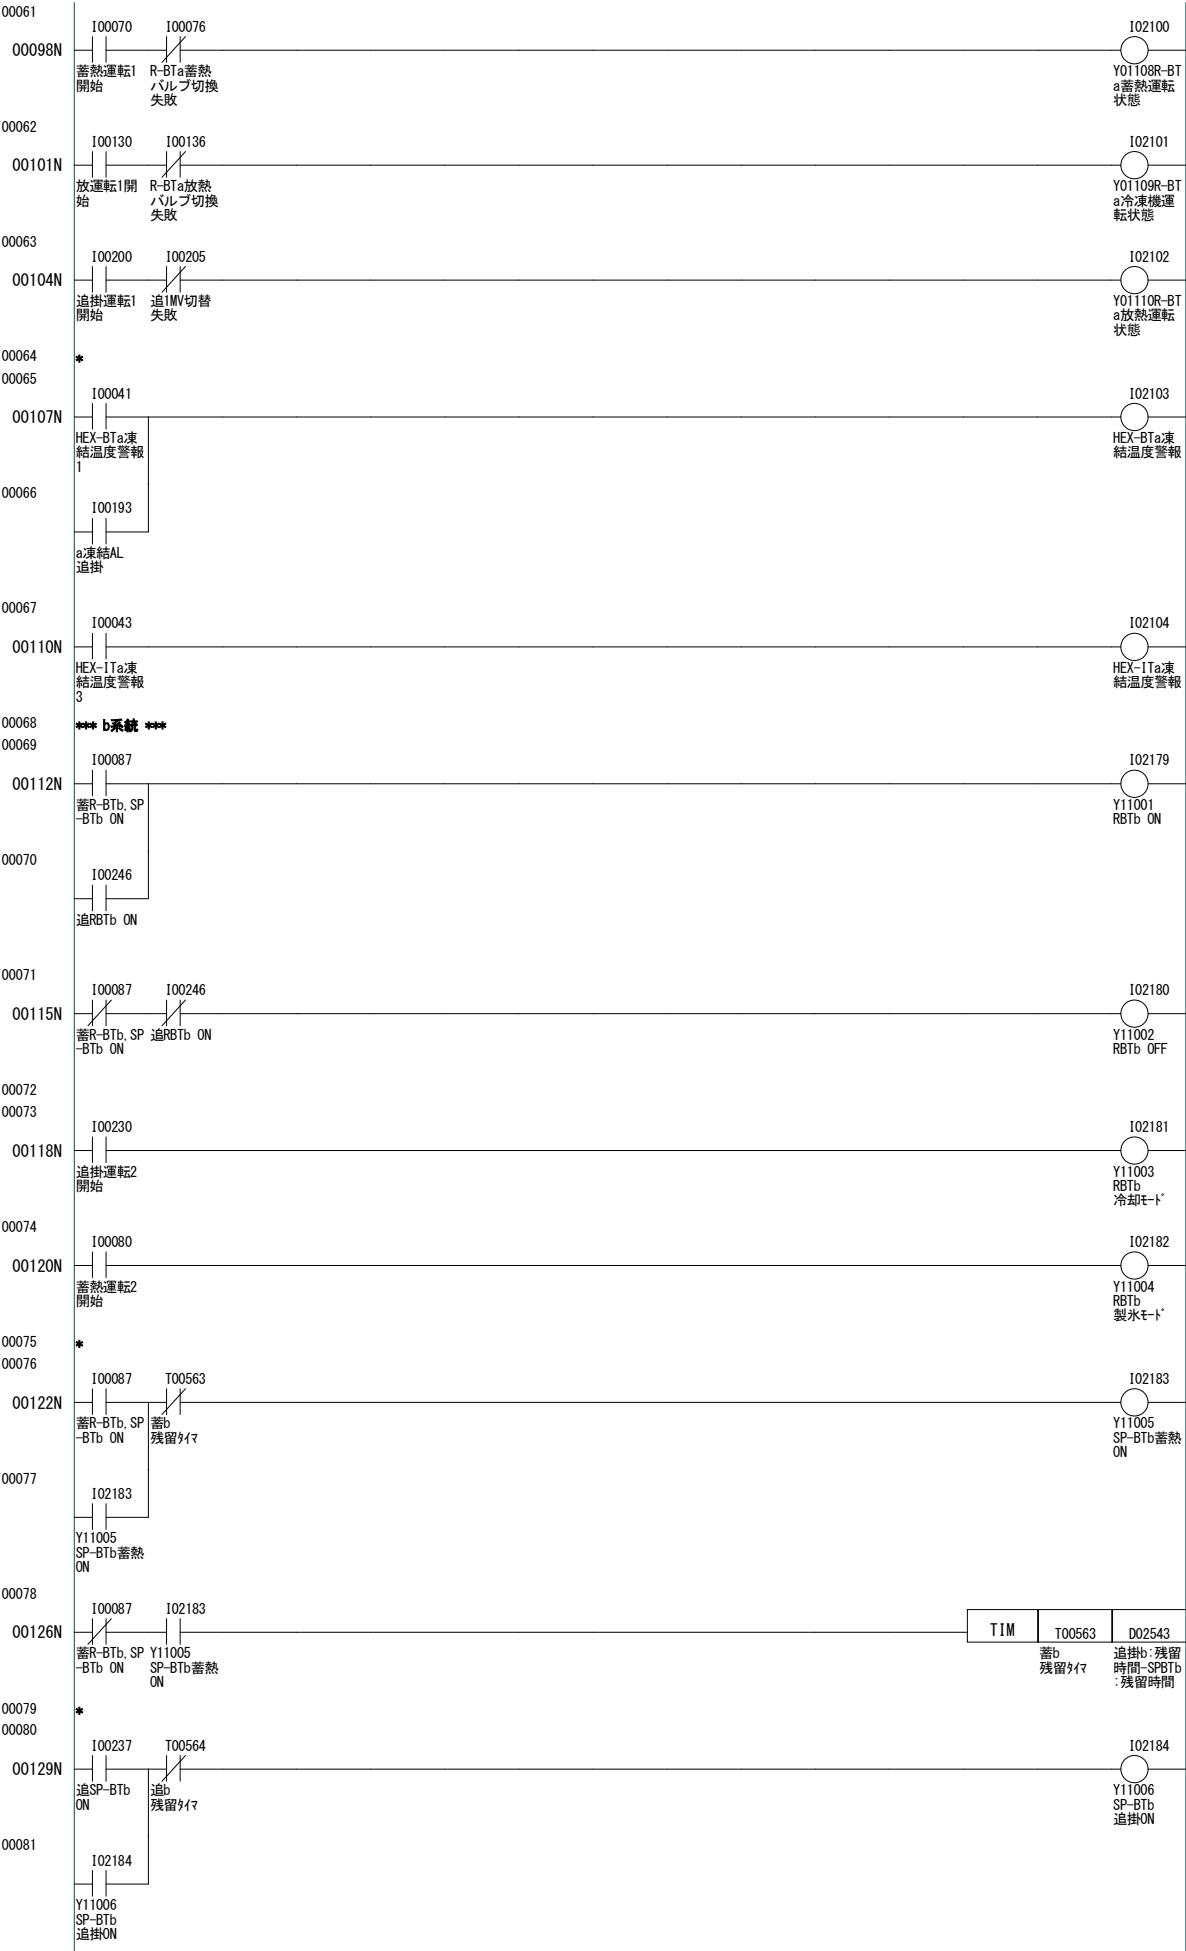 00061
I00070 I00076 I02100
00098N
蓄熱運転1 R-BTa蓄熱 Y01108R-BT
開始 バルブ切換 a蓄熱運転
失敗 状態
00062
I00130 I00136 I02101
00101N
放運転1開 R-BTa放熱 Y01109R-BT
始 バルブ切換 a冷凍機運
失敗 転状態
00063
I00200 I00205 I02102
00104N
追掛運転1 追1MV切替 Y01110R-BT
開始 失敗 a放熱運転
状態
00064 *
00065
I00041 I02103
00107N
HEX-BTa凍 HEX-BTa凍
結温度警報 結温度警報
1
00066
I00193
a凍結AL
追掛
00067
I00043 I02104
00110N
HEX-ITa凍 HEX-ITa凍
結温度警報 結温度警報
3
00068 *** b系統 ***
00069
I00087 I02179
00112N
蓄R-BTb,SP Y11001
-BTb ON RBTb ON
00070
I00246
追RBTb ON
00071
I00087 I00246 I02180
00115N
蓄R-BTb,SP 追RBTb ON Y11002
-BTb ON RBTb OFF
00072
00073
I00230 I02181
00118N
追掛運転2 Y11003
開始 RBTb
冷却ﾓｰﾄﾞ
00074
I00080 I02182
00120N
蓄熱運転2 Y11004
開始 RBTb
製氷ﾓｰﾄﾞ
00075 *
00076
I00087 T00563 I02183
00122N
蓄R-BTb,SP 蓄b Y11005
-BTb ON 残留ﾀｲﾏ SP-BTb蓄熱
ON
00077
I02183
Y11005
SP-BTb蓄熱
ON
00078
I00087 I02183
00126N TIM T00563 D02543
蓄R-BTb,SP Y11005 蓄b 追掛b:残留
-BTb ON SP-BTb蓄熱 残留ﾀｲﾏ 時間-SPBTb
ON :残留時間
00079 *
00080
I00237 T00564 I02184
00129N
追SP-BTb 追b Y11006
ON 残留ﾀｲﾏ SP-BTb
追掛ON
00081
I02184
Y11006
SP-BTb
追掛ON